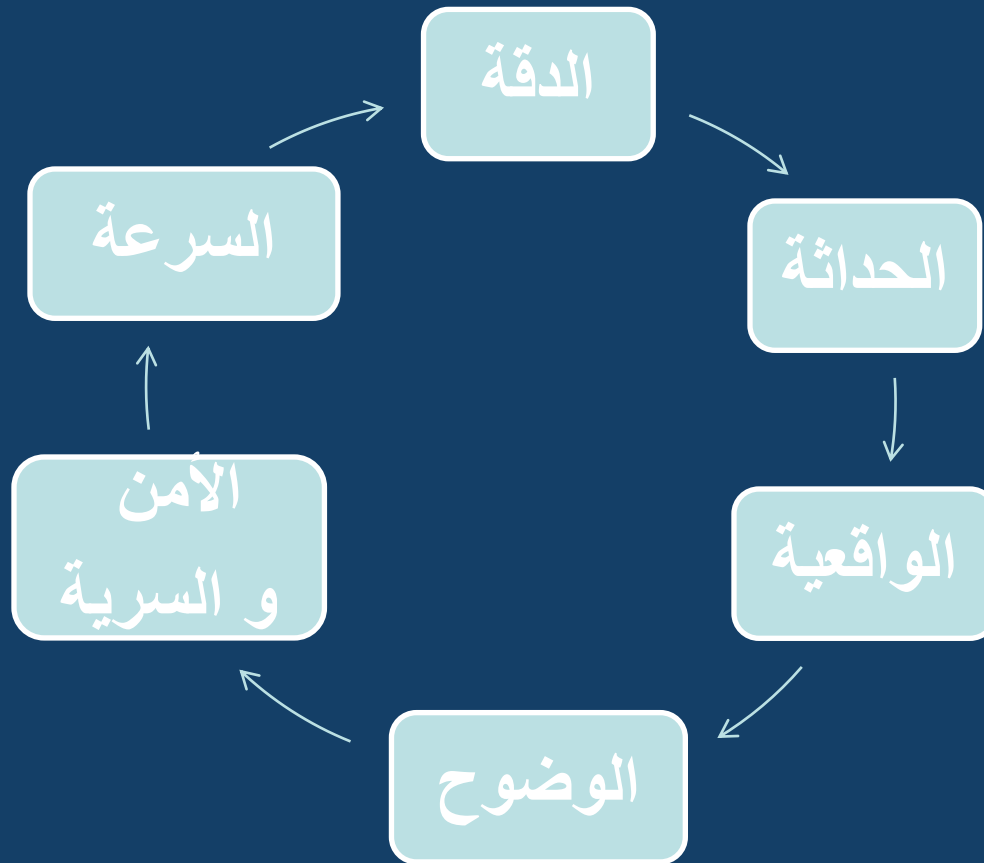 الدقة
الحداثة
الواقعية
الوضوح
الأمن
و السرية
السرعة